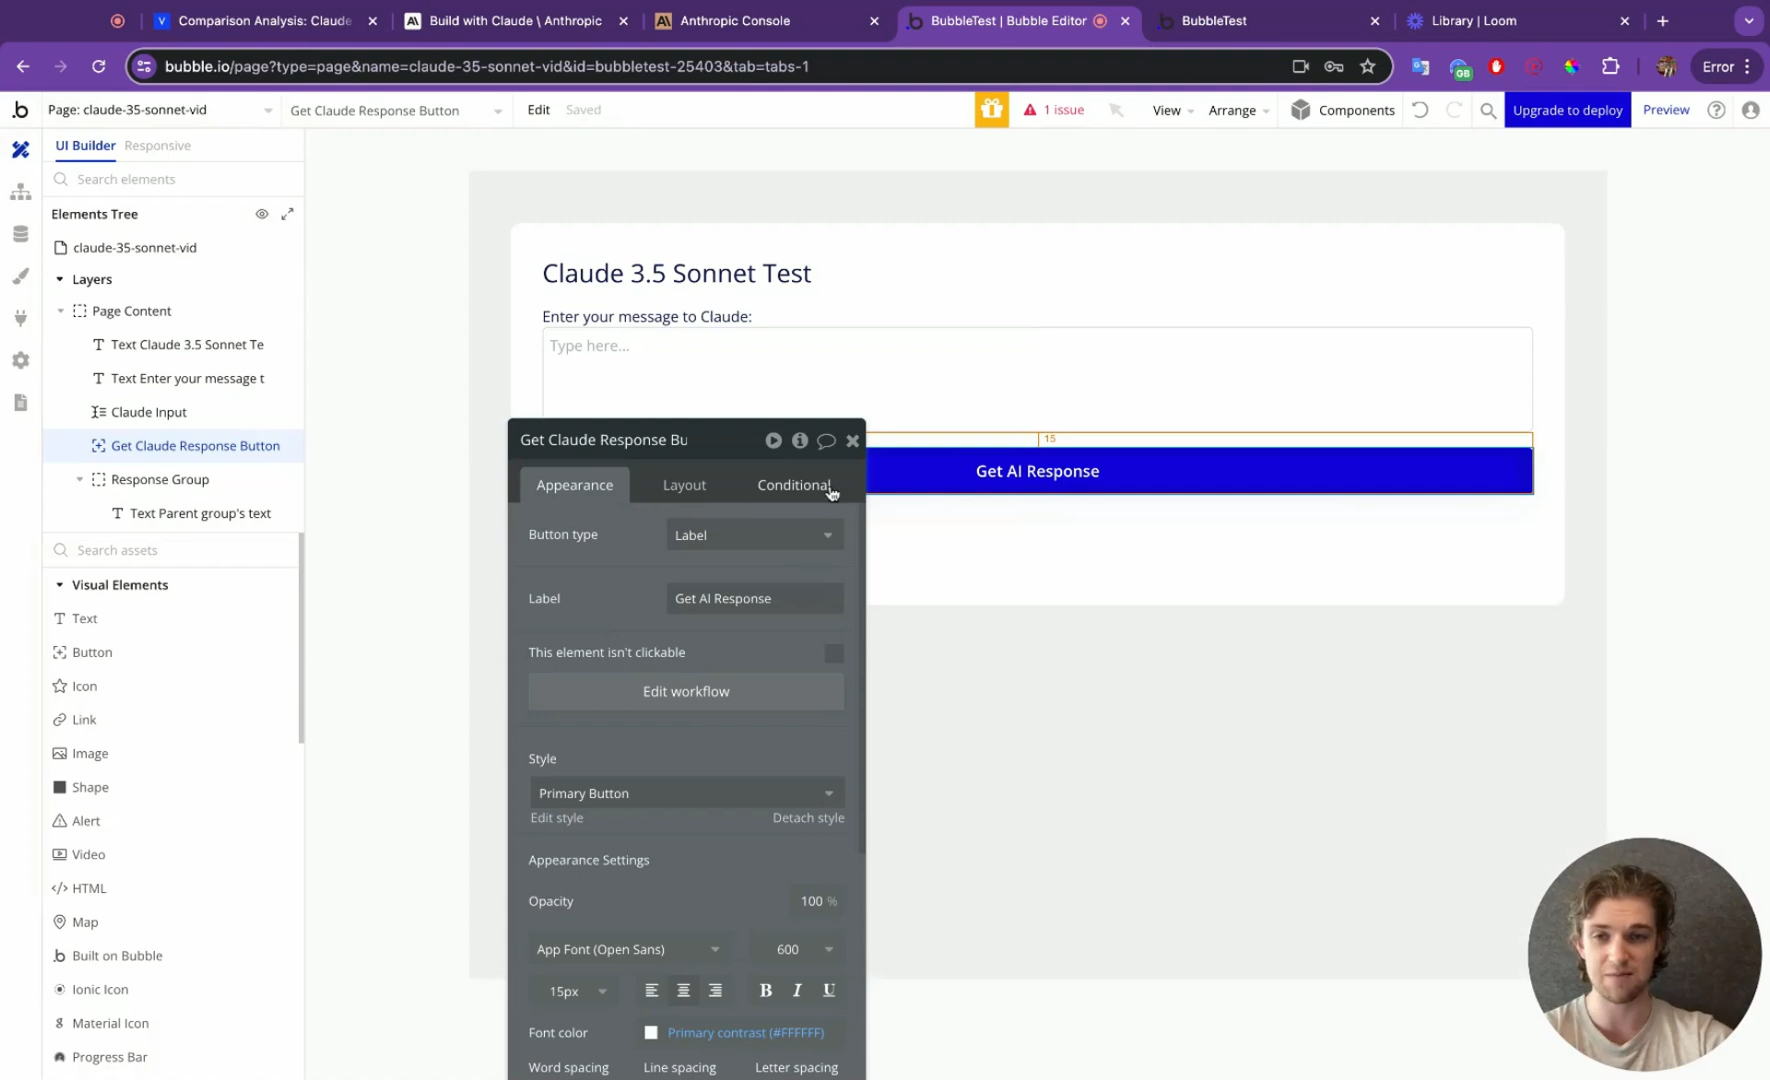 Comparison Analysis: Claude
Build with Claude \ Anthropic
Anthropic Console
BubbleTest | Bubble Editor
BubbleTest
Library | Loom
bubble.io/page?type=page&name=claude-35-sonnet-vid&id=bubbletest-25403&tab=tabs-1
GB
Error
Page: claude-35-sonnet-vid
Get Claude Response Button
Edit
Saved
1 issue
View
Arrange
Components
Upgrade to deploy
Preview
UI Builder
Responsive
Search elements
Elements Tree
claude-35-sonnet-vid
Layers
Page Content
Text Claude 3.5 Sonnet Te
Text Enter your message t
Claude Input
Get Claude Response Button
Response Group
Text Parent group's text
Search assets
Visual Elements
Text
Button
Icon
Link
Image
Shape
Alert
Video
HTML
Map
Built on Bubble
Ionic Icon
Material Icon
Progress Bar
Claude 3.5 Sonnet Test
Enter your message to Claude:
Type here...
15
Get AI Response
Get Claude Response Bu
Appearance
Layout
Conditional
Button type
Label
Label
Get AI Response
This element isn't clickable
Edit workflow
Style
Primary Button
Edit style
Detach style
Appearance Settings
Opacity
100 %
App Font (Open Sans)
600
15px
B I U
Font color
Primary contrast (#FFFFFF)
Word spacing
Line spacing
Letter spacing